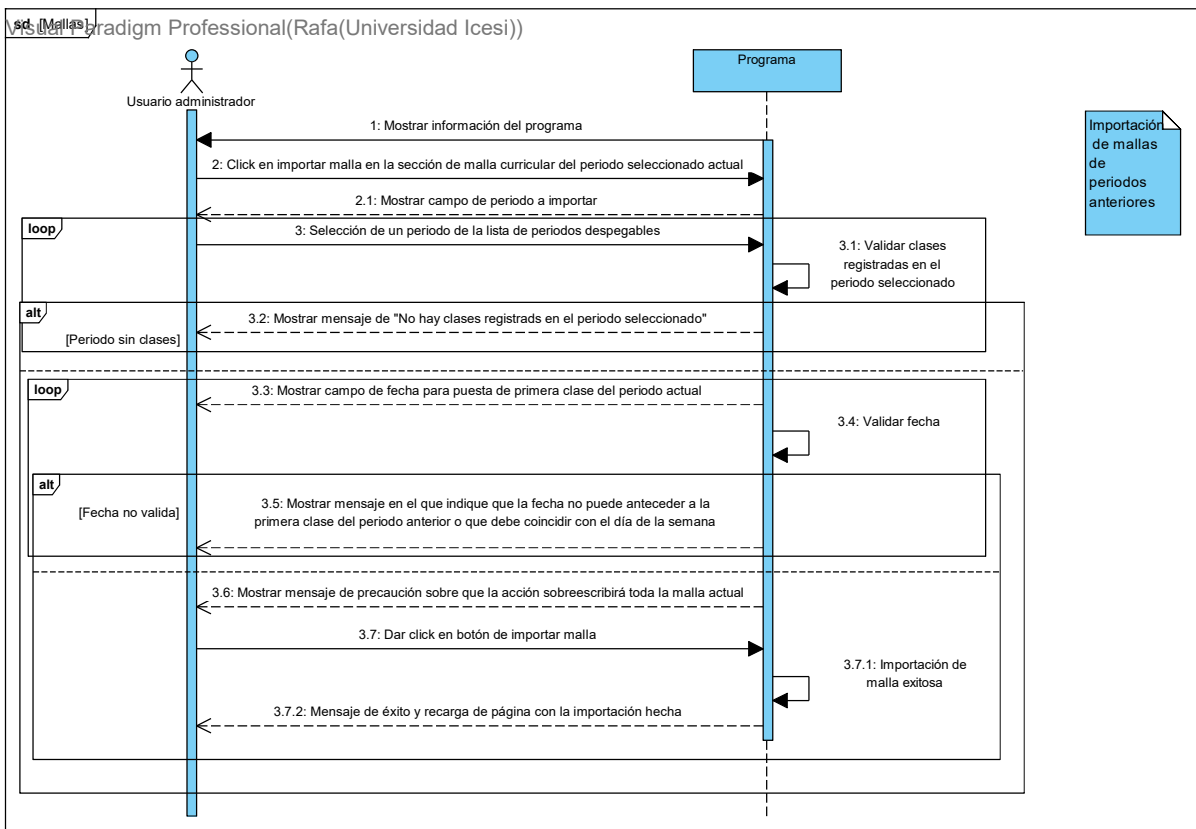 sd [Mallas]
Visual Paradigm Professional(Rafa(Universidad Icesi))
Usuario administrador
Programa
Importación
de mallas
de
periodos
anteriores
1: Mostrar información del programa
2: Click en importar malla en la sección de malla curricular del periodo seleccionado actual
2.1: Mostrar campo de periodo a importar
loop
3: Selección de un periodo de la lista de periodos despegables
3.1: Validar clases
registradas en el
periodo seleccionado
alt
3.2: Mostrar mensaje de "No hay clases registrads en el periodo seleccionado"
[Periodo sin clases]
loop
3.3: Mostrar campo de fecha para puesta de primera clase del periodo actual
3.4: Validar fecha
alt
[Fecha no valida]
3.5: Mostrar mensaje en el que indique que la fecha no puede anteceder a la
primera clase del periodo anterior o que debe coincidir con el día de la semana
3.6: Mostrar mensaje de precaución sobre que la acción sobreescribirá toda la malla actual
3.7: Dar click en botón de importar malla
3.7.1: Importación de
malla exitosa
3.7.2: Mensaje de éxito y recarga de página con la importación hecha